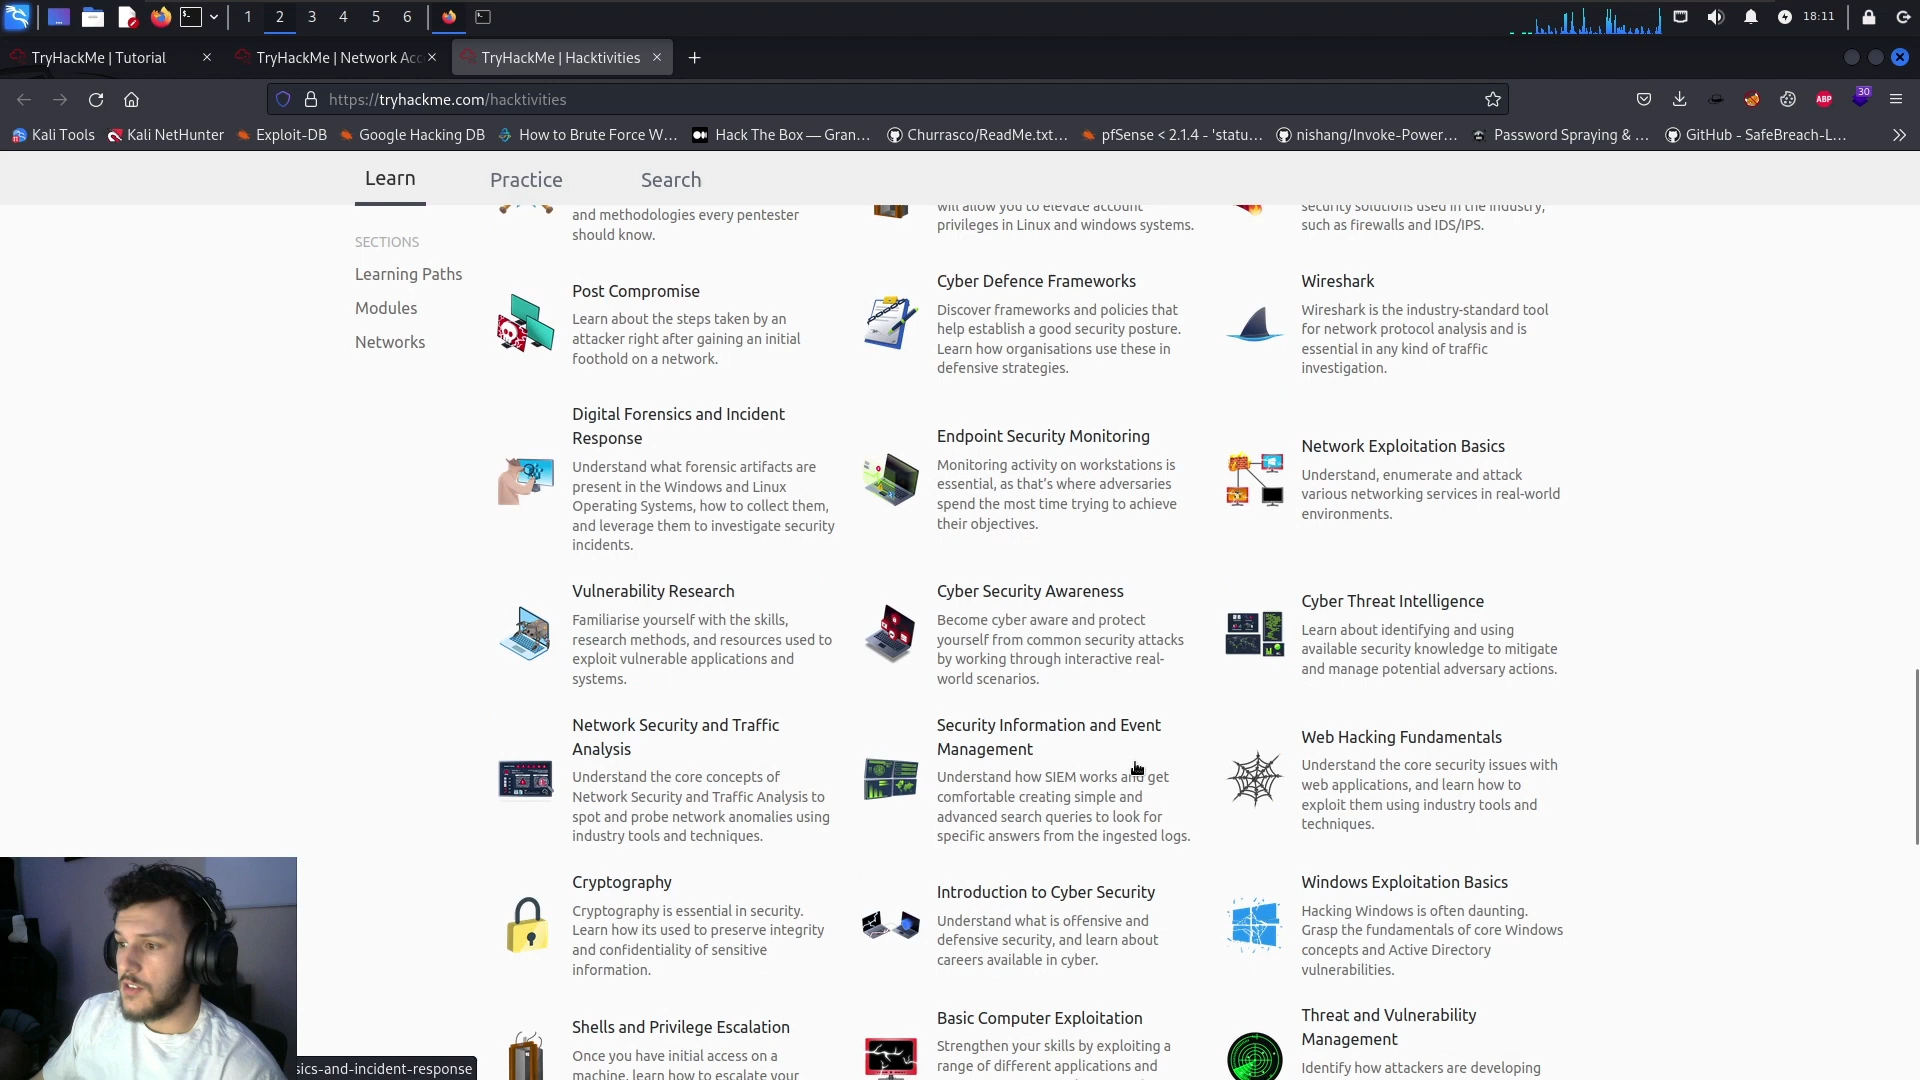 1 2 3 4 5 6
18:11
TryHackMe | Tutorial
TryHackMe | Network Acc
TryHackMe | Hacktivities
https://tryhackme.com/hacktivities
ABP
30
Kali Tools
Kali NetHunter
Exploit-DB
Google Hacking DB
How to Brute Force W...
Hack The Box — Gran...
Churrasco/ReadMe.txt...
pfSense < 2.1.4 - 'statu...
nishang/Invoke-Power...
Password Spraying & ...
GitHub - SafeBreach-L...
Learn
Practice
Search
SECTIONS
Learning Paths
Modules
Networks
and methodologies every pentester
should know.
will allow you to elevate account
privileges in Linux and windows systems.
security solutions used in the industry,
such as firewalls and IDS/IPS.
Post Compromise
Learn about the steps taken by an
attacker right after gaining an initial
foothold on a network.
Cyber Defence Frameworks
Discover frameworks and policies that
help establish a good security posture.
Learn how organisations use these in
defensive strategies.
Wireshark
Wireshark is the industry-standard tool
for network protocol analysis and is
essential in any kind of traffic
investigation.
Digital Forensics and Incident
Response
Understand what forensic artifacts are
present in the Windows and Linux
Operating Systems, how to collect them,
and leverage them to investigate security
incidents.
Endpoint Security Monitoring
Monitoring activity on workstations is
essential, as that's where adversaries
spend the most time trying to achieve
their objectives.
Network Exploitation Basics
Understand, enumerate and attack
various networking services in real-world
environments.
Vulnerability Research
Familiarise yourself with the skills,
research methods, and resources used to
exploit vulnerable applications and
systems.
Cyber Security Awareness
Become cyber aware and protect
yourself from common security attacks
by working through interactive real-
world scenarios.
Cyber Threat Intelligence
Learn about identifying and using
available security knowledge to mitigate
and manage potential adversary actions.
Network Security and Traffic
Analysis
Understand the core concepts of
Network Security and Traffic Analysis to
spot and probe network anomalies using
industry tools and techniques.
Security Information and Event
Management
Understand how SIEM works and get
comfortable creating simple and
advanced search queries to look for
specific answers from the ingested logs.
Web Hacking Fundamentals
Understand the core security issues with
web applications, and learn how to
exploit them using industry tools and
techniques.
Cryptography
Cryptography is essential in security.
Learn how its used to preserve integrity
and confidentiality of sensitive
information.
Introduction to Cyber Security
Understand what is offensive and
defensive security, and learn about
careers available in cyber.
Windows Exploitation Basics
Hacking Windows is often daunting.
Grasp the fundamentals of core Windows
concepts and Active Directory
vulnerabilities.
Shells and Privilege Escalation
Once you have initial access on a
machine, learn how to escalate your
Basic Computer Exploitation
Strengthen your skills by exploiting a
range of different applications and
Threat and Vulnerability
Management
Identify how attackers are developing
sics-and-incident-response